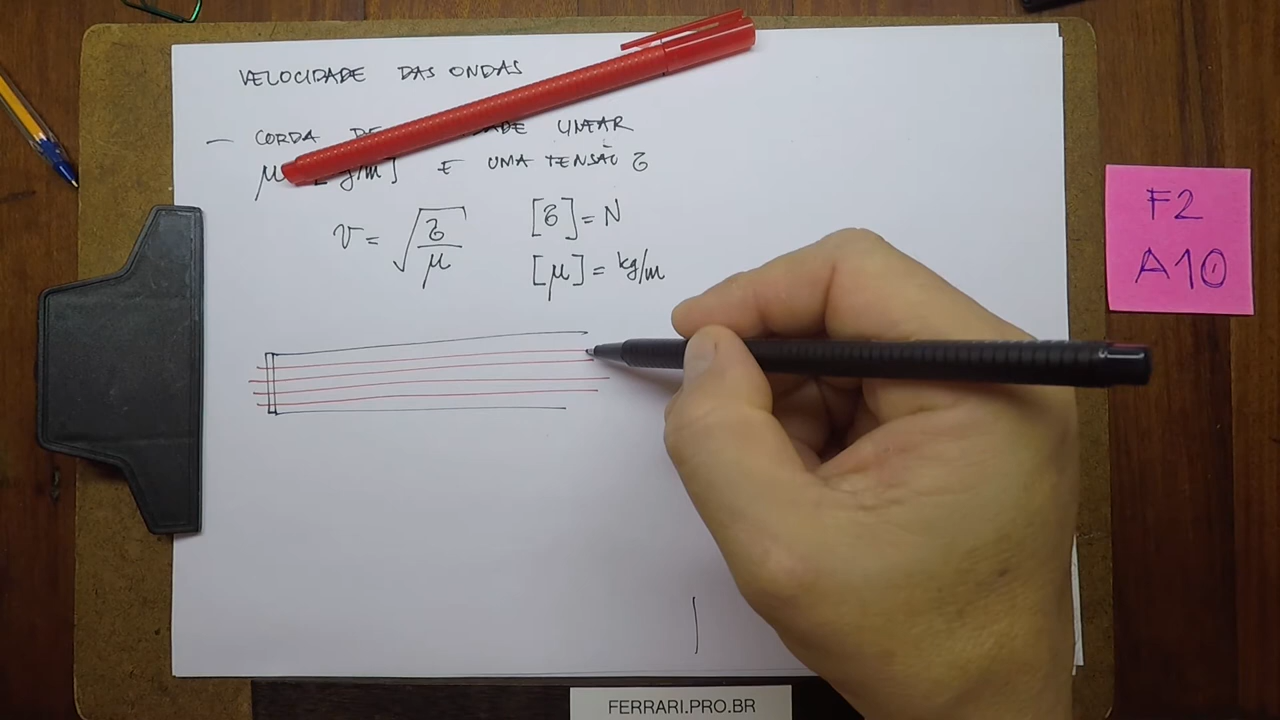 VELOCIDADE DAS ONDAS
— CORDA DE LINEAR
μ g/m] E UMA TENSÃO τ
v = √(τ/μ) [τ] = N
[μ] = kg/m
F2
A10
FERRARI.PRO.BR